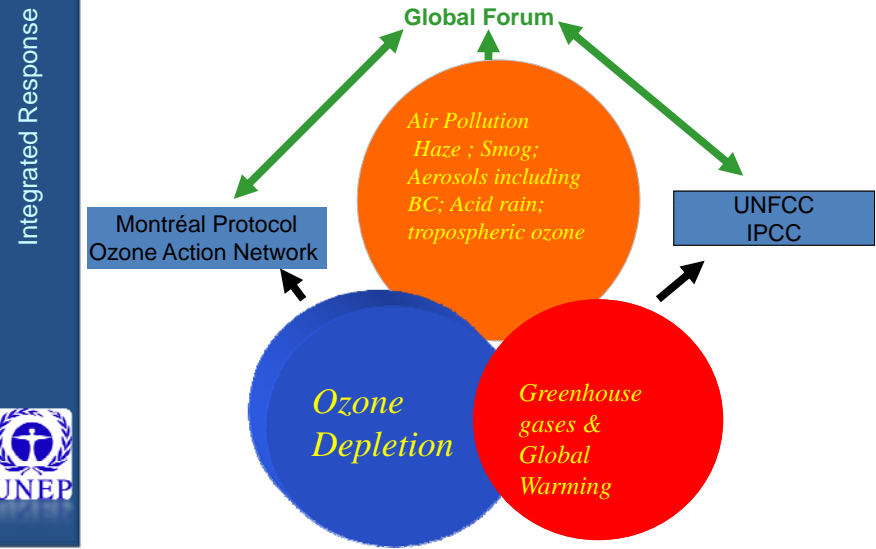 Integrated Response
Global Forum
Air Pollution
Haze ; Smog;
Aerosols including
BC; Acid rain;
tropospheric ozone
Montréal Protocol
Ozone Action Network
UNFCC
IPCC
Ozone
Depletion
Greenhouse
gases &
Global
Warming
UNEP